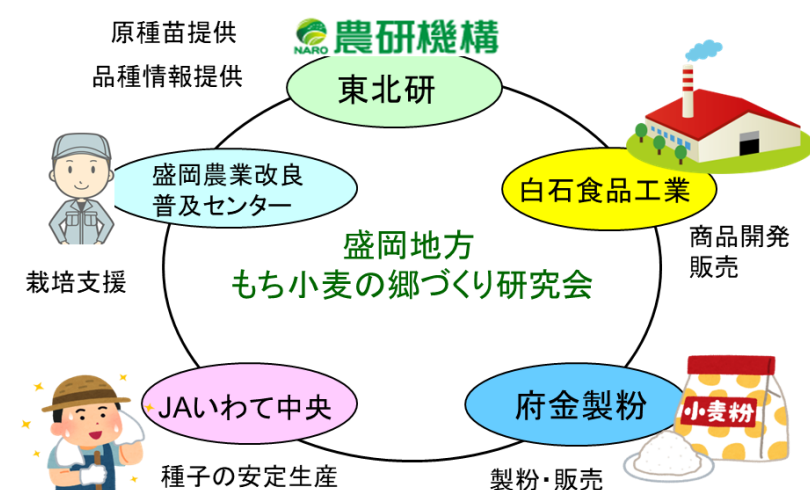 原種苗提供
品種情報提供
NARO 農研機構
東北研
盛岡農業改良
普及センター
栽培支援
白石食品工業
商品開発
販売
盛岡地方
もち小麦の郷づくり研究会
JAいわて中央
種子の安定生産
府金製粉
製粉・販売
小麦粉